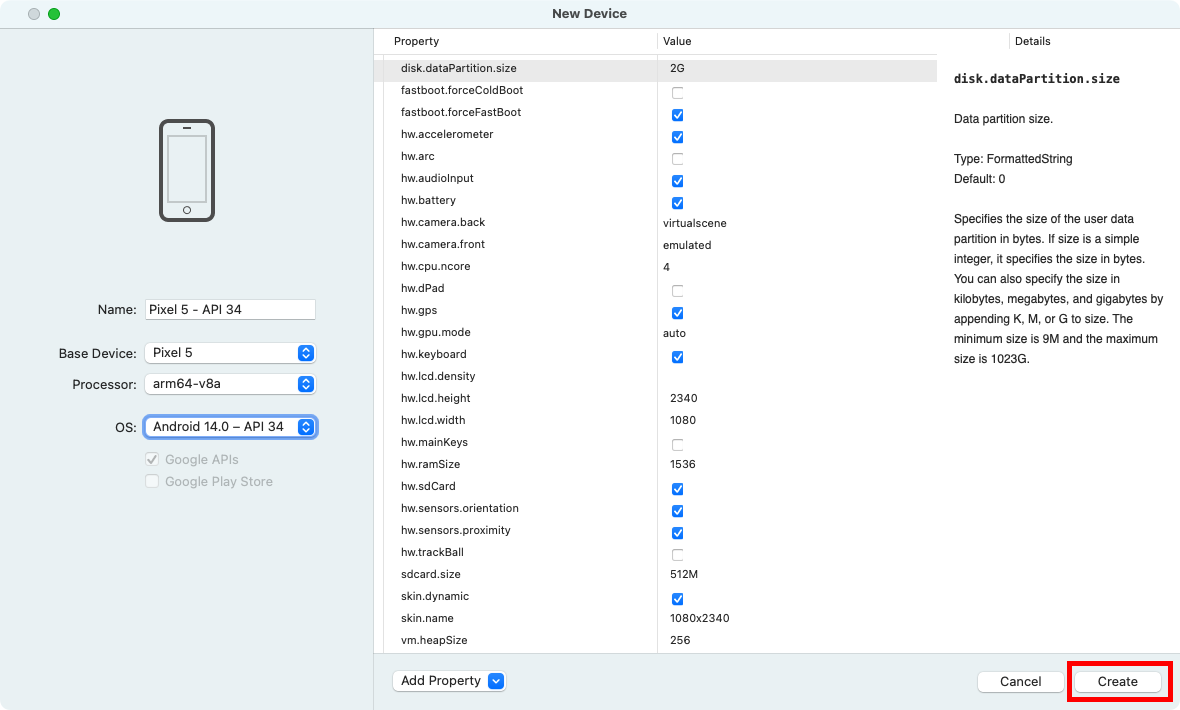 New Device
Name: Pixel 5 - API 34
Base Device: Pixel 5
Processor: arm64-v8a
OS: Android 14.0 – API 34
Google APIs
Google Play Store
Property Value
disk.dataPartition.size 2G
fastboot.forceColdBoot
fastboot.forceFastBoot
hw.accelerometer
hw.arc
hw.audioInput
hw.battery
hw.camera.back virtualscene
hw.camera.front emulated
hw.cpu.ncore 4
hw.dPad
hw.gps
hw.gpu.mode auto
hw.keyboard
hw.lcd.density
hw.lcd.height 2340
hw.lcd.width 1080
hw.mainKeys
hw.ramSize 1536
hw.sdCard
hw.sensors.orientation
hw.sensors.proximity
hw.trackBall
sdcard.size 512M
skin.dynamic
skin.name 1080x2340
vm.heapSize 256
Details
disk.dataPartition.size
Data partition size.
Type: FormattedString
Default: 0
Specifies the size of the user data
partition in bytes. If size is a simple
integer, it specifies the size in bytes.
You can also specify the size in
kilobytes, megabytes, and gigabytes by
appending K, M, or G to size. The
minimum size is 9M and the maximum
size is 1023G.
Add Property
Cancel
Create